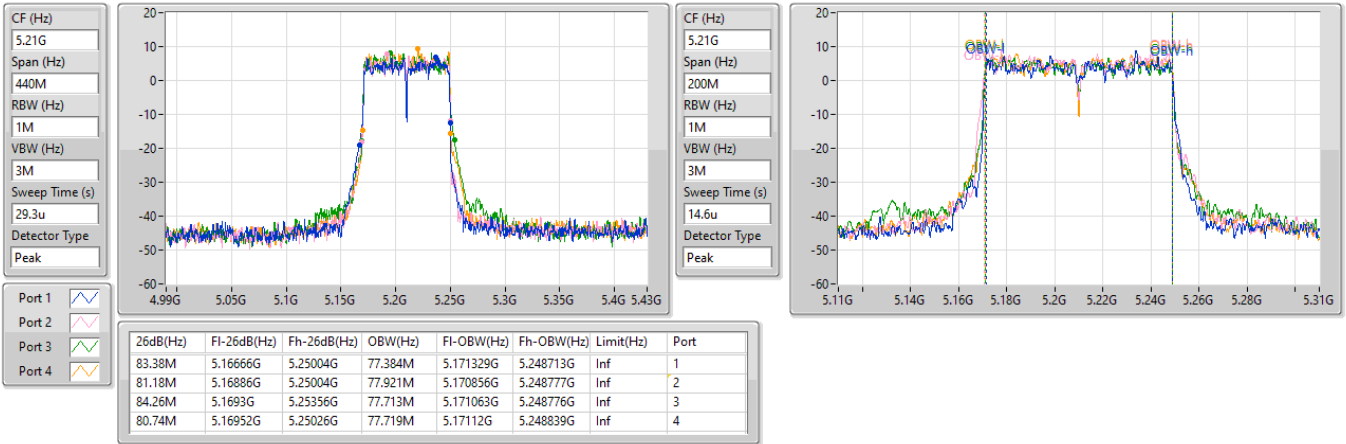 CF (Hz)
5.21G
Span (Hz)
440M
RBW (Hz)
1M
VBW (Hz)
3M
Sweep Time (s)
29.3u
Detector Type
Peak
20
10
0
-10
-20
-30
-40
-50
-60
4.99G 5.05G 5.1G 5.15G 5.2G 5.25G 5.3G 5.35G 5.4G 5.43G
CF (Hz)
5.21G
Span (Hz)
200M
RBW (Hz)
1M
VBW (Hz)
3M
Sweep Time (s)
14.6u
Detector Type
Peak
20
10
0
-10
-20
-30
-40
-50
-60
OBW-l OBW-h
5.11G 5.14G 5.16G 5.18G 5.2G 5.22G 5.24G 5.26G 5.28G 5.31G
Port 1
Port 2
Port 3
Port 4
26dB(Hz) Fl-26dB(Hz) Fh-26dB(Hz) OBW(Hz) Fl-OBW(Hz) Fh-OBW(Hz) Limit(Hz) Port
83.38M 5.16666G 5.25004G 77.384M 5.171329G 5.248713G Inf 1
81.18M 5.16886G 5.25004G 77.921M 5.170856G 5.248777G Inf 2
84.26M 5.1693G 5.25356G 77.713M 5.171063G 5.248776G Inf 3
80.74M 5.16952G 5.25026G 77.719M 5.17112G 5.248839G Inf 4